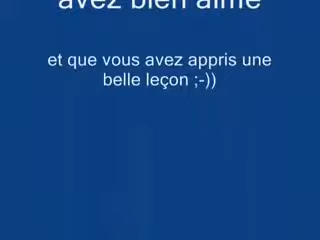 avez bien aimé
et que vous avez appris une
belle leçon ;-))